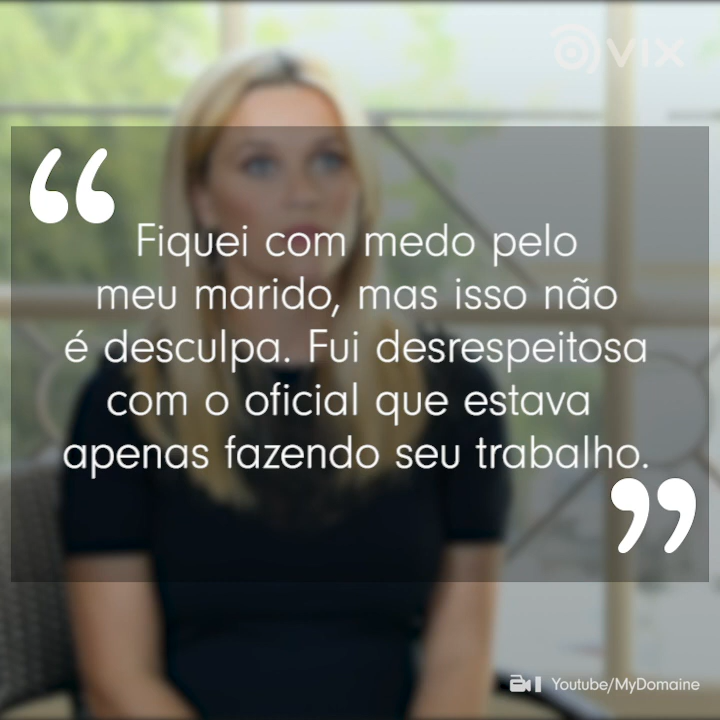 VIX
“
Fiquei com medo pelo
meu marido, mas isso não
é desculpa. Fui desrespeitosa
com o oficial que estava
apenas fazendo seu trabalho.
”
Youtube/MyDomaine